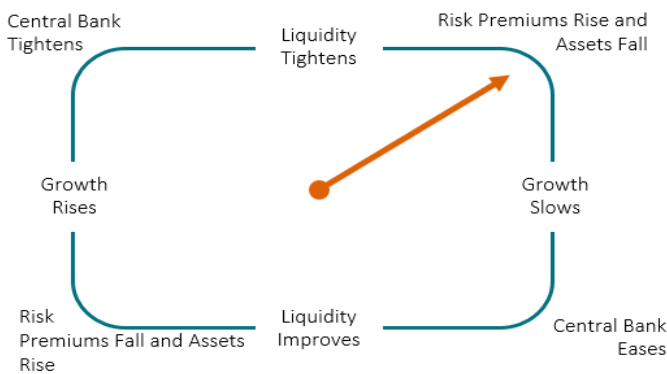 Central Bank
Tightens
Liquidity
Tightens
Risk Premiums Rise and
Assets Fall
Growth
Rises
Growth
Slows
Risk
Premiums Fall and Assets
Rise
Liquidity
Improves
Central Bank
Eases